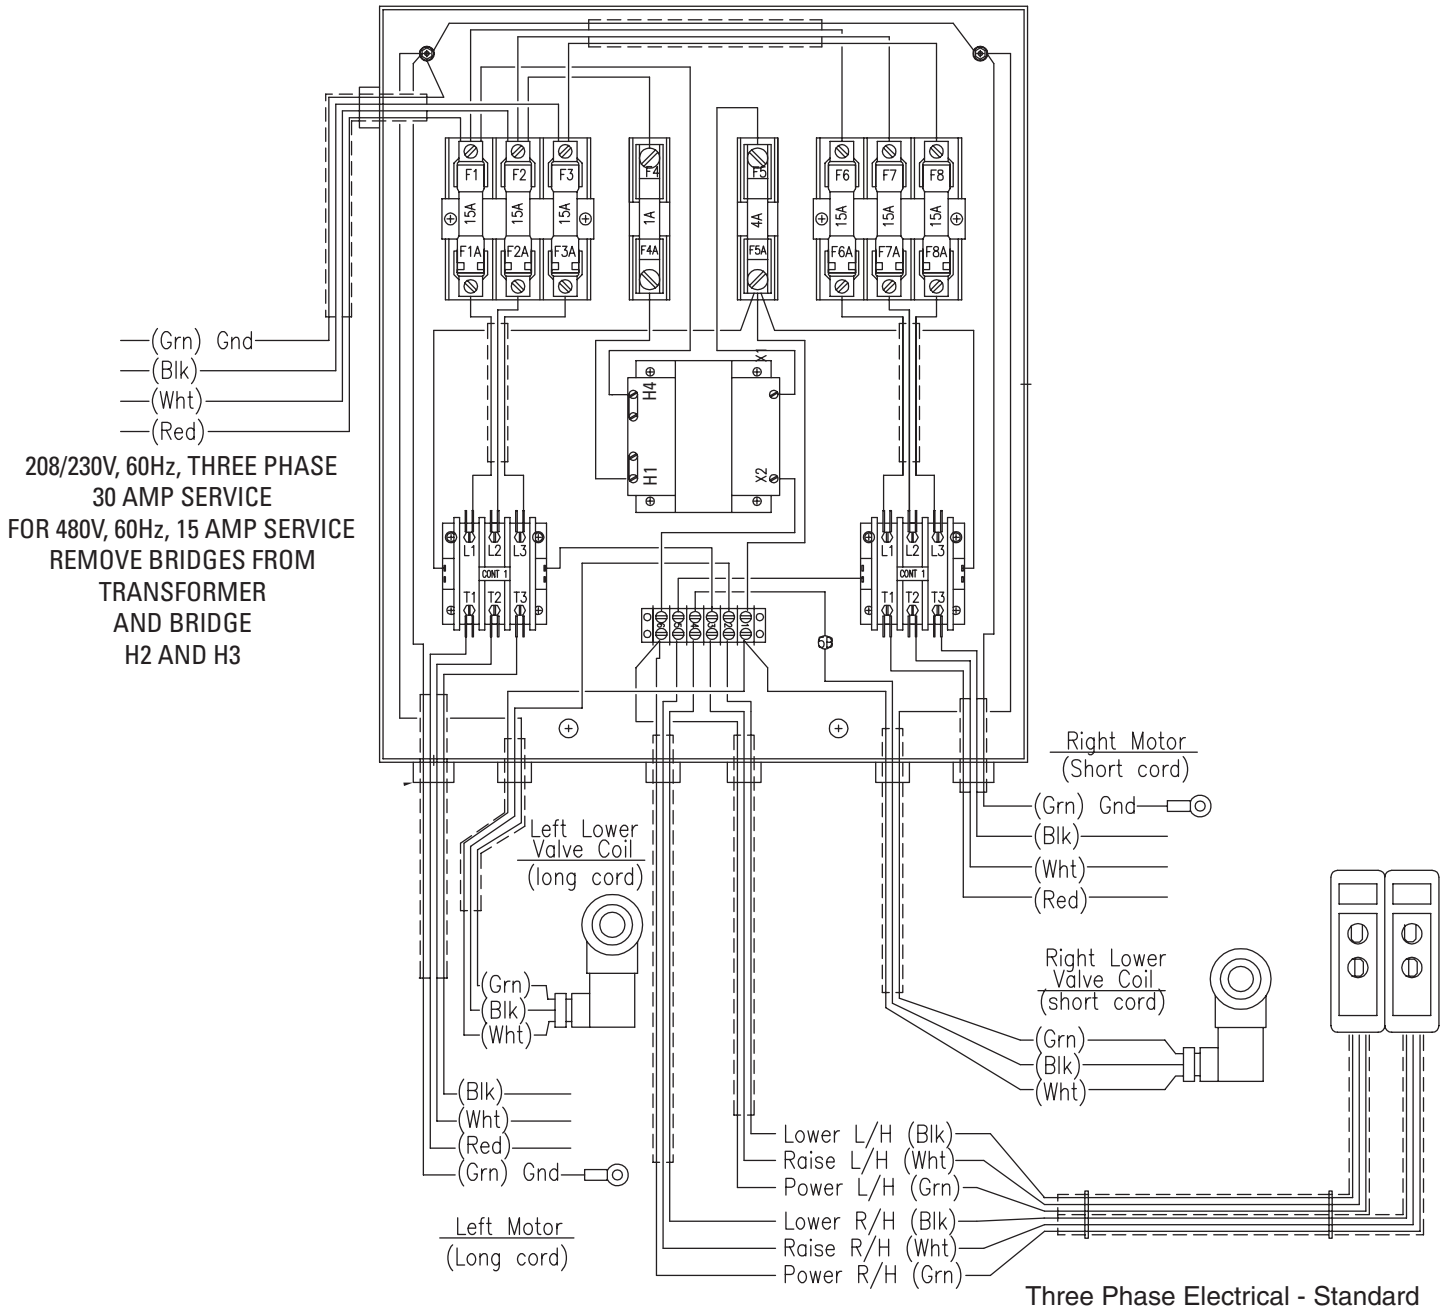 F1
F2
F3
F4
F5
F6
F7
F8
15A
15A
15A
1A
4A
15A
15A
15A
F1A
F2A
F3A
F4A
F5A
F6A
F7A
F8A
(Grn) Gnd
(Blk)
(Wht)
(Red)
208/230V, 60Hz, THREE PHASE
30 AMP SERVICE
FOR 480V, 60Hz, 15 AMP SERVICE
REMOVE BRIDGES FROM
TRANSFORMER
AND BRIDGE
H2 AND H3
H4
X1
H1
X2
L1 L2 L3
CONT 1
T1 T2 T3
L1 L2 L3
CONT 1
T1 T2 T3
6 5 4 3 2 1
Right Motor
(Short cord)
(Grn) Gnd
(Blk)
(Wht)
(Red)
Left Lower
Valve Coil
(long cord)
(Grn)
(Blk)
(Wht)
Right Lower
Valve Coil
(short cord)
(Grn)
(Blk)
(Wht)
(Blk)
(Wht)
(Red)
(Grn) Gnd
Left Motor
(Long cord)
Lower L/H (Blk)
Raise L/H (Wht)
Power L/H (Grn)
Lower R/H (Blk)
Raise R/H (Wht)
Power R/H (Grn)
Three Phase Electrical - Standard